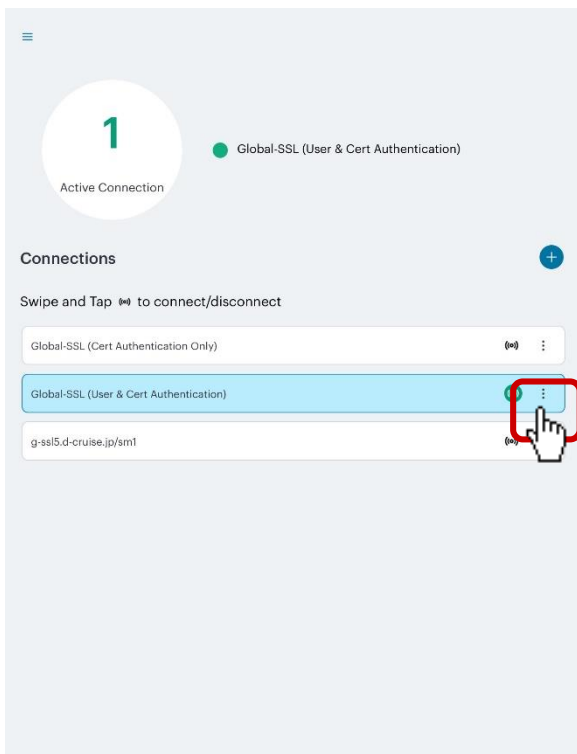 1
Active Connection
Global-SSL (User & Cert Authentication)
Connections
Swipe and Tap to connect/disconnect
Global-SSL (Cert Authentication Only)
Global-SSL (User & Cert Authentication)
g-ssl5.d-cruise.jp/sm1